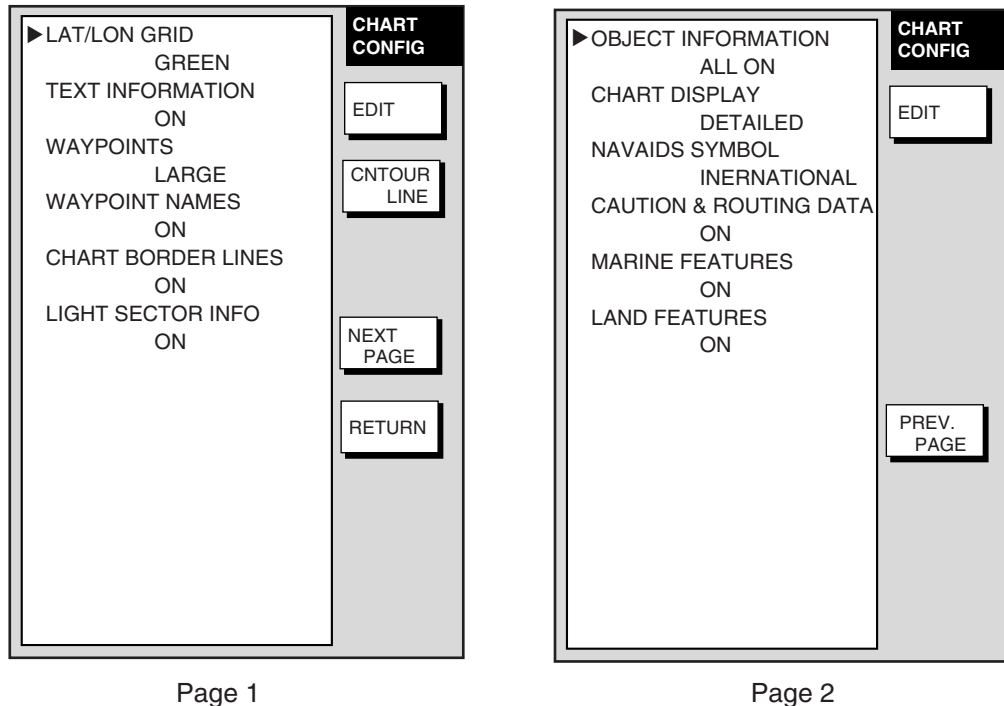 ▶LAT/LON GRID
GREEN
TEXT INFORMATION
ON
WAYPOINTS
LARGE
WAYPOINT NAMES
ON
CHART BORDER LINES
ON
LIGHT SECTOR INFO
ON
CHART
CONFIG
EDIT
CNTOUR
LINE
NEXT
PAGE
RETURN
Page 1
▶OBJECT INFORMATION
ALL ON
CHART DISPLAY
DETAILED
NAVAIDS SYMBOL
INERNATIONAL
CAUTION & ROUTING DATA
ON
MARINE FEATURES
ON
LAND FEATURES
ON
CHART
CONFIG
EDIT
PREV.
PAGE
Page 2